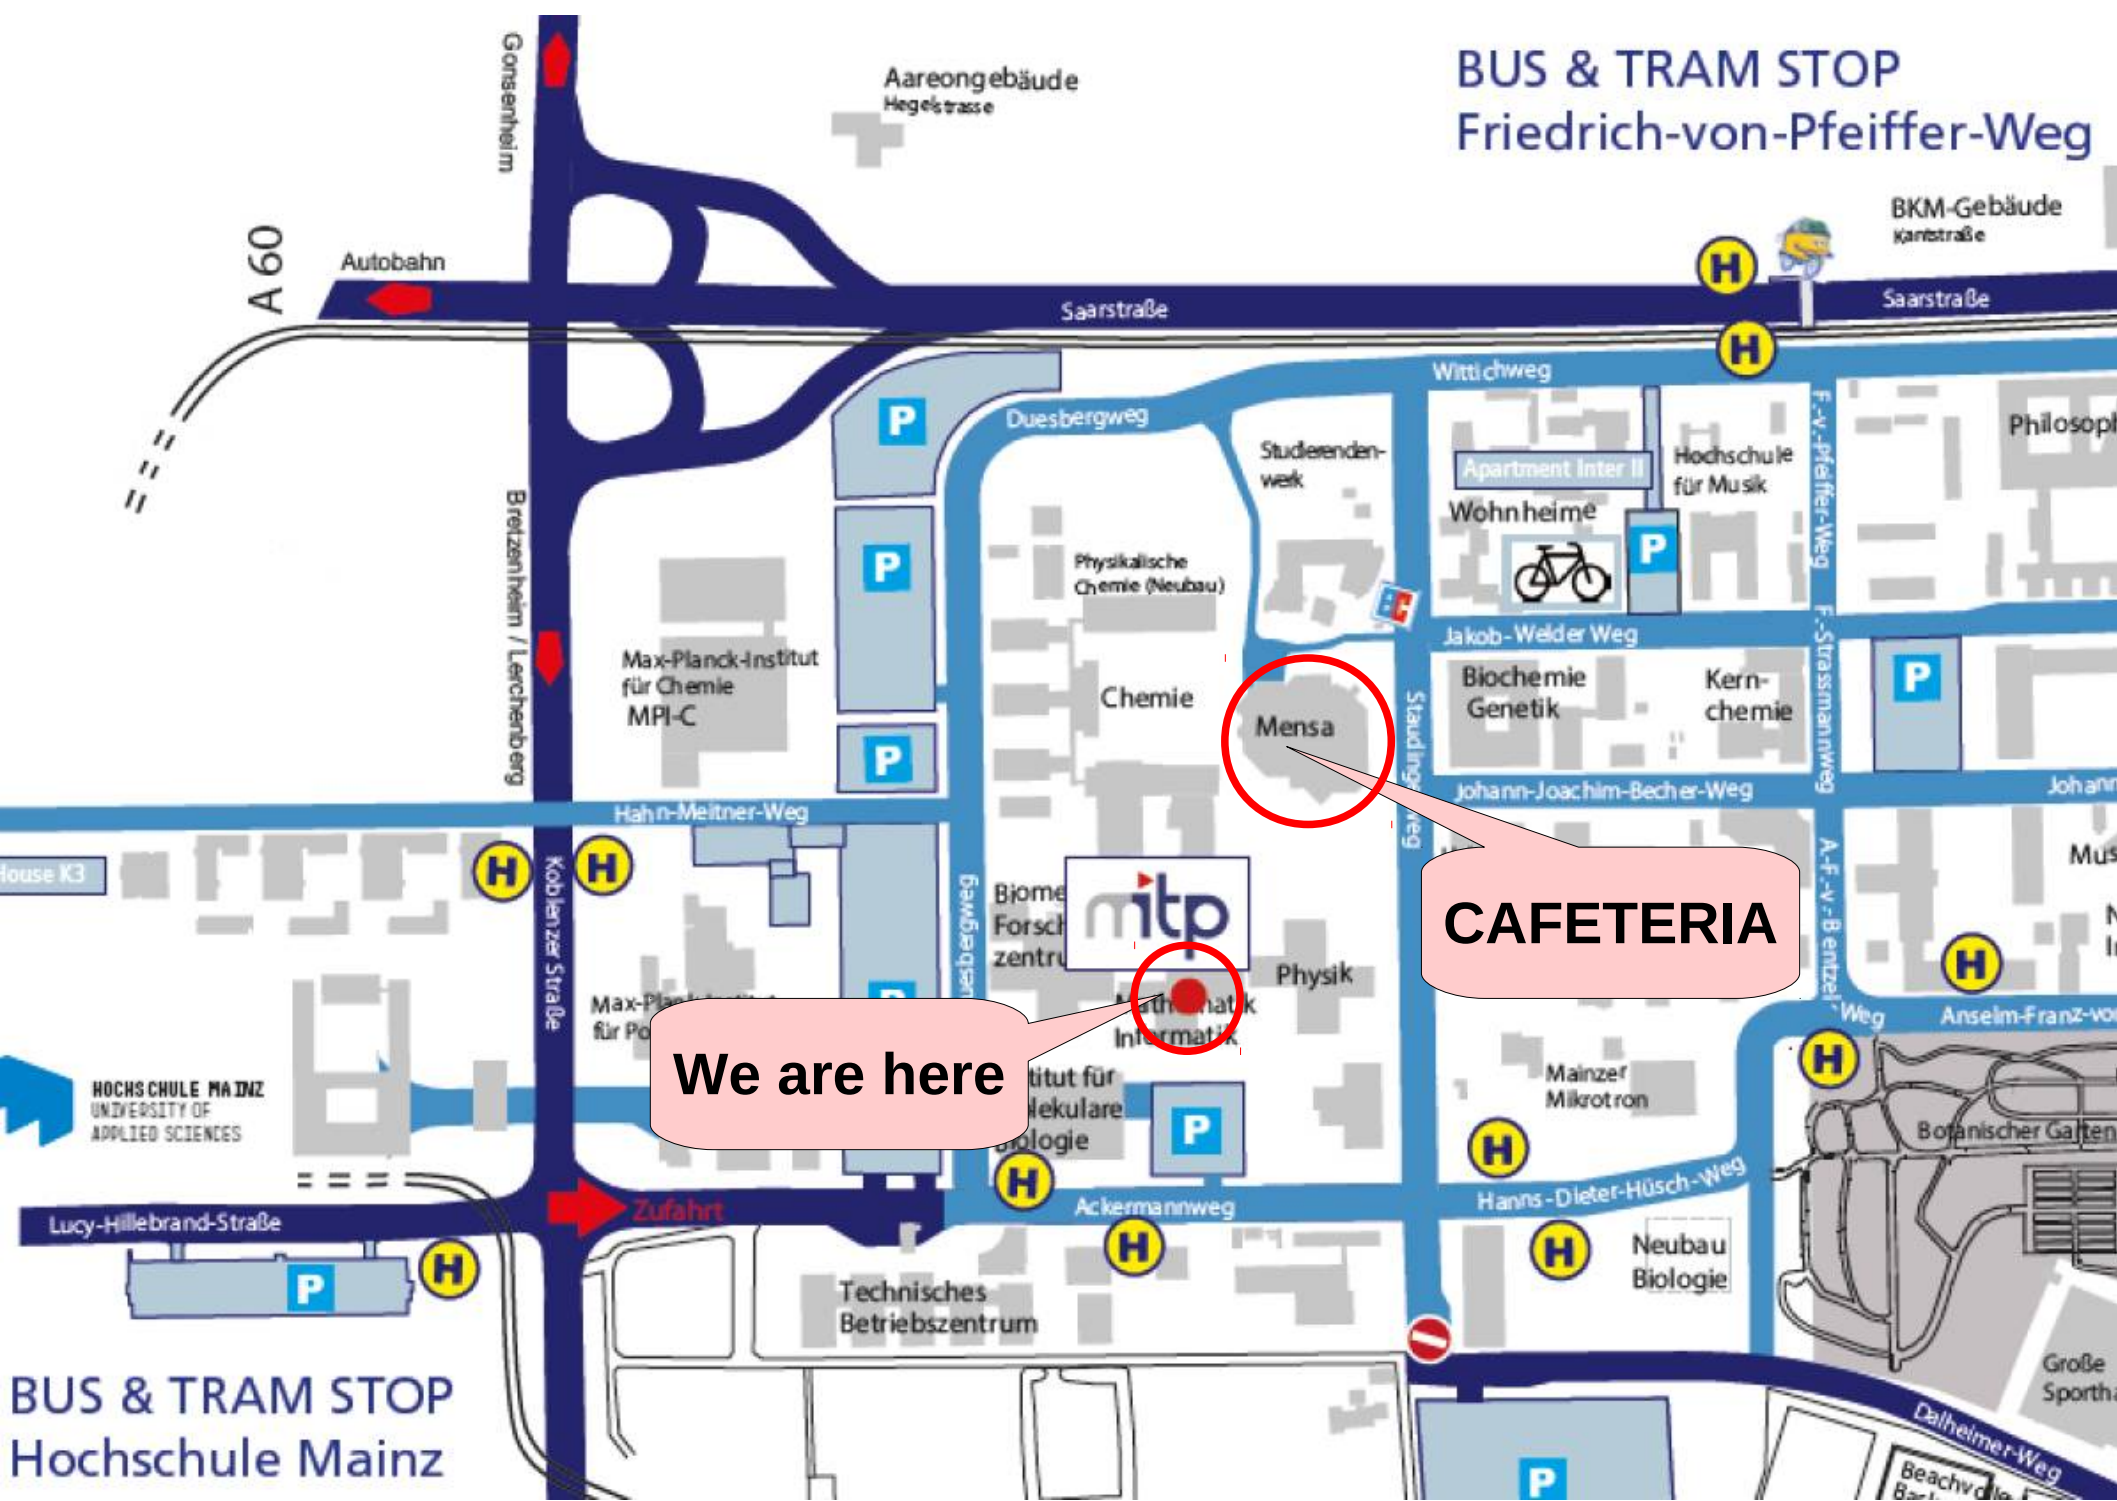 Gonsenheim
Aareongebäude
Hegelstrasse
BUS & TRAM STOP
Friedrich-von-Pfeiffer-Weg
BKM-Gebäude
Kantstraße
A 60
Autobahn
H
Saarstraße
Saarstraße
H
Wittichweg
Duesbergweg
P
Studierenden-
werk
Apartment Inter II
Hochschule
für Musik
Wohnheime
P
F.-v.-Pfeiffer-Weg
Bretzenheim / Lerchenberg
P
Physikalische
Chemie (Neubau)
EC
Jakob-Welder Weg
F.-Strassmannweg
Max-Planck-Institut
für Chemie
MPI-C
Chemie
Mensa
Biochemie
Genetik
Kern-
chemie
P
P
Johann-Joachim-Becher-Weg
Hahn-Meitner-Weg
House K3
H
H
Koblenzer Straße
mitp
CAFETERIA
A.-F.-v.-Bentzel-Weg
H
Physik
Mathematik
Informatik
We are here
Anselm-Franz-von
H
HOCHSCHULE MAINZ
UNIVERSITY OF
APPLIED SCIENCES
P
Mainzer
Mikrotron
Botanischer Garten
H
H
Hanns-Dieter-Hüsch-Weg
Lucy-Hillebrand-Straße
Zufahrt
Ackermannweg
H
H
H
P
Technisches
Betriebszentrum
Neubau
Biologie
Große
BUS & TRAM STOP
Hochschule Mainz
Dalheimer-Weg
P